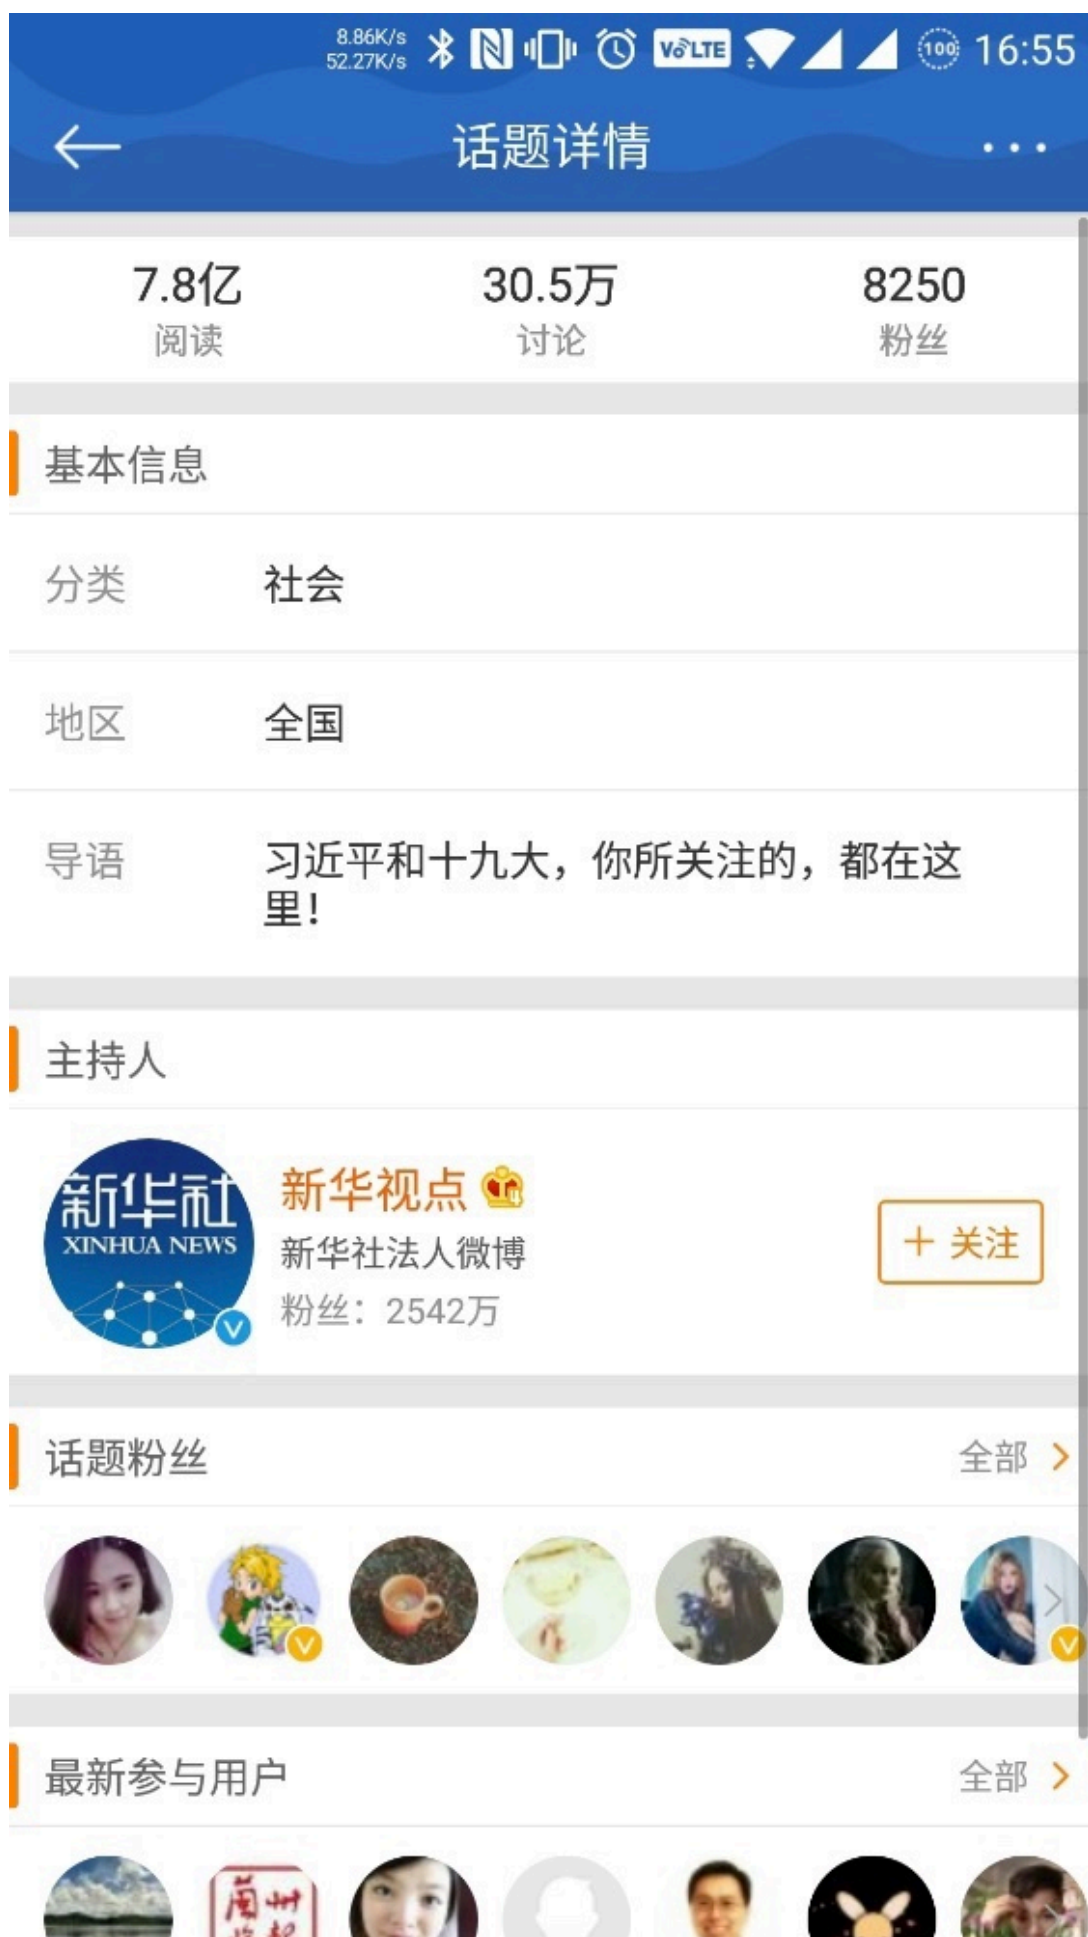 8.86K/s
52.27K/s
VoLTE
100
16:55
话题详情
7.8亿
30.5万
8250
阅读
讨论
粉丝
基本信息
分类 社会
地区 全国
导语 习近平和十九大，你所关注的，都在这
里！
主持人
新华社
XINHUA NEWS
新华视点
新华社法人微博
粉丝：2542万
+ 关注
话题粉丝
全部
最新参与用户
全部